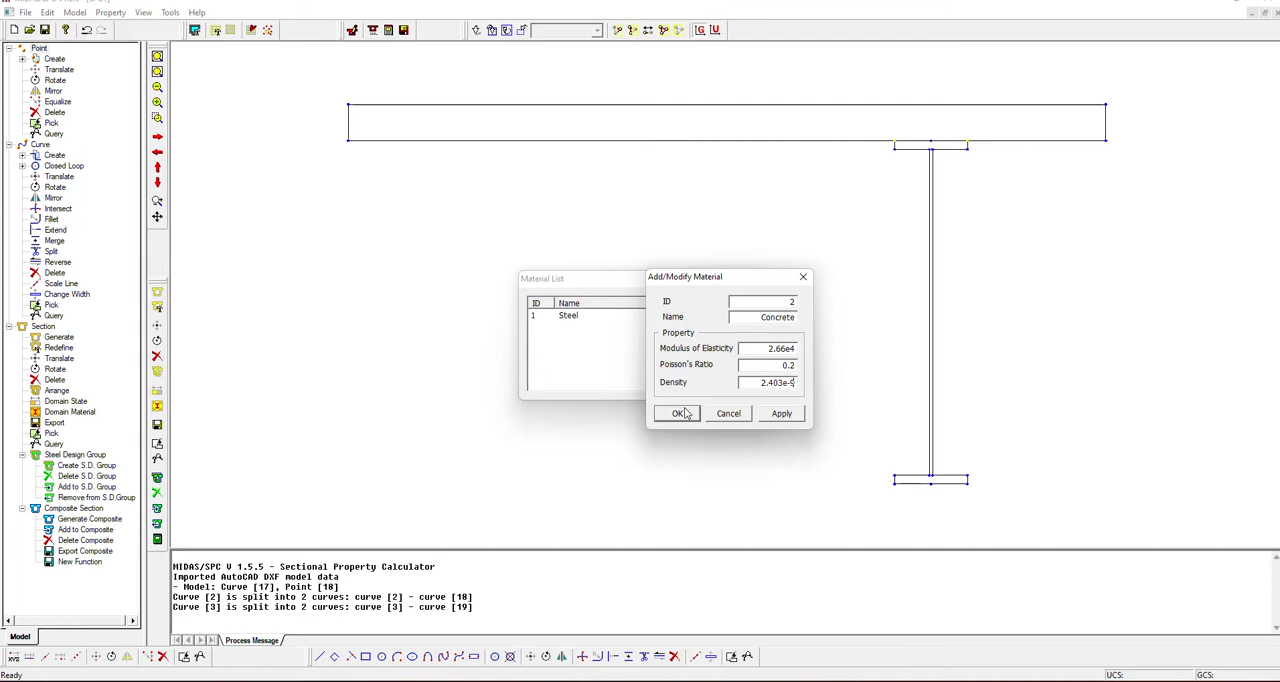 File Edit Model Property View Tools Help
Point
Create
Translate
Rotate
Mirror
Equalize
Delete
Pick
Query
Curve
Create
Closed Loop
Translate
Rotate
Mirror
Intersect
Fillet
Extend
Merge
Split
Reverse
Delete
Scale Line
Change Width
Pick
Query
Section
Generate
Redefine
Translate
Rotate
Delete
Arrange
Domain State
Domain Material
Export
Pick
Query
Steel Design Group
Create S.D. Group
Delete S.D. Group
Add to S.D. Group
Remove from S.D.Group
Composite Section
Generate Composite
Add to Composite
Delete Composite
Export Composite
New Function
Model
Material List
ID Name
1 Steel
Add/Modify Material
ID 2
Name Concrete
Property
Modulus of Elasticity 2.66e4
Poisson's Ratio 0.2
Density 2.403e-9
OK Cancel Apply
MIDAS/SPC V 1.5.5 - Sectional Property Calculator
Imported AutoCAD DXF model data
- Model: Curve [17], Point [18]
Curve [2] is split into 2 curves: curve [2] - curve [18]
Curve [3] is split into 2 curves: curve [3] - curve [19]
Process Message
Ready UCS: GCS: